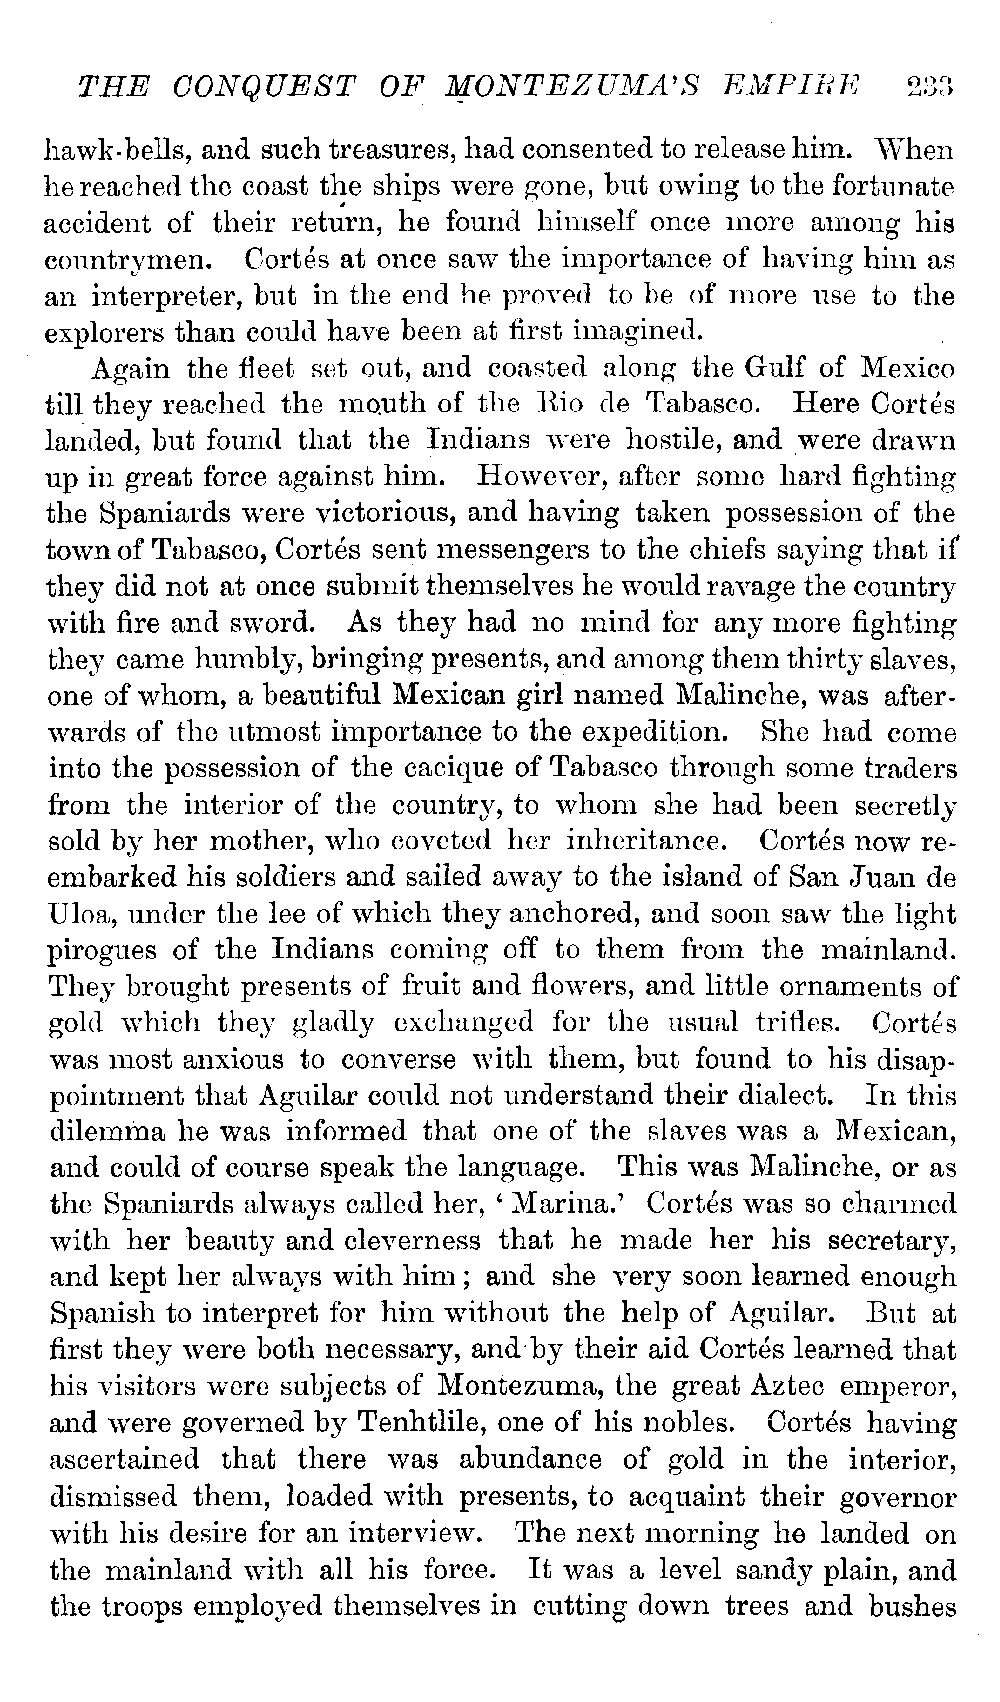 THE CONQUEST OF MONTEZUMA'S EMPIRE 233
hawk-bells, and such treasures, had consented to release him. When
he reached the coast the ships were gone, but owing to the fortunate
accident of their return, he found himself once more among his
countrymen. Cortés at once saw the importance of having him as
an interpreter, but in the end he proved to be of more use to the
explorers than could have been at first imagined.
Again the fleet set out, and coasted along the Gulf of Mexico
till they reached the mouth of the Rio de Tabasco. Here Cortés
landed, but found that the Indians were hostile, and were drawn
up in great force against him. However, after some hard fighting
the Spaniards were victorious, and having taken possession of the
town of Tabasco, Cortés sent messengers to the chiefs saying that if
they did not at once submit themselves he would ravage the country
with fire and sword. As they had no mind for any more fighting
they came humbly, bringing presents, and among them thirty slaves,
one of whom, a beautiful Mexican girl named Malinche, was after-
wards of the utmost importance to the expedition. She had come
into the possession of the cacique of Tabasco through some traders
from the interior of the country, to whom she had been secretly
sold by her mother, who coveted her inheritance. Cortés now re-
embarked his soldiers and sailed away to the island of San Juan de
Uloa, under the lee of which they anchored, and soon saw the light
pirogues of the Indians coming off to them from the mainland.
They brought presents of fruit and flowers, and little ornaments of
gold which they gladly exchanged for the usual trifles. Cortés
was most anxious to converse with them, but found to his disap-
pointment that Aguilar could not understand their dialect. In this
dilemma he was informed that one of the slaves was a Mexican,
and could of course speak the language. This was Malinche, or as
the Spaniards always called her, ‘ Marina.’ Cortés was so charmed
with her beauty and cleverness that he made her his secretary,
and kept her always with him ; and she very soon learned enough
Spanish to interpret for him without the help of Aguilar. But at
first they were both necessary, and by their aid Cortés learned that
his visitors were subjects of Montezuma, the great Aztec emperor,
and were governed by Tenhtlile, one of his nobles. Cortés having
ascertained that there was abundance of gold in the interior,
dismissed them, loaded with presents, to acquaint their governor
with his desire for an interview. The next morning he landed on
the mainland with all his force. It was a level sandy plain, and
the troops employed themselves in cutting down trees and bushes